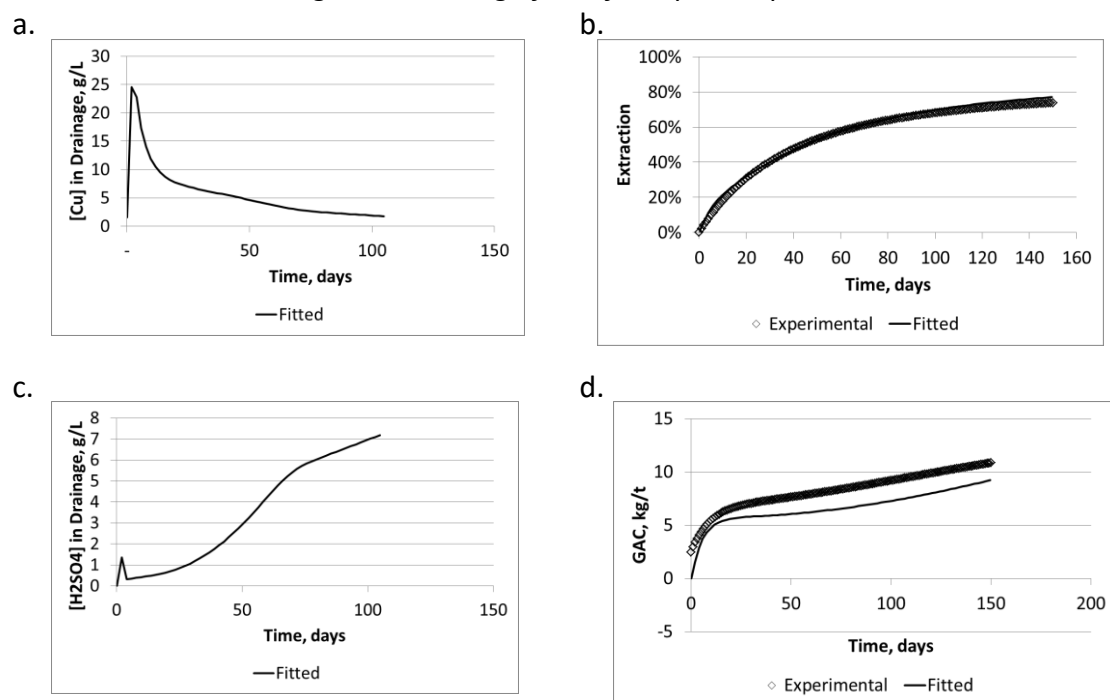 a.
[Cu] in Drainage, g/L
30
25
20
15
10
5
0
-
50
100
150
Time, days
Fitted
b.
Extraction
100%
80%
60%
40%
20%
0%
0
20
40
60
80
100
120
140
160
Time, days
Experimental
Fitted
c.
[H2SO4] in Drainage, g/L
8
7
6
5
4
3
2
1
0
0
50
100
150
Time, days
Fitted
d.
GAC, kg/t
15
10
5
0
-5
0
50
100
150
200
Time, days
Experimental
Fitted